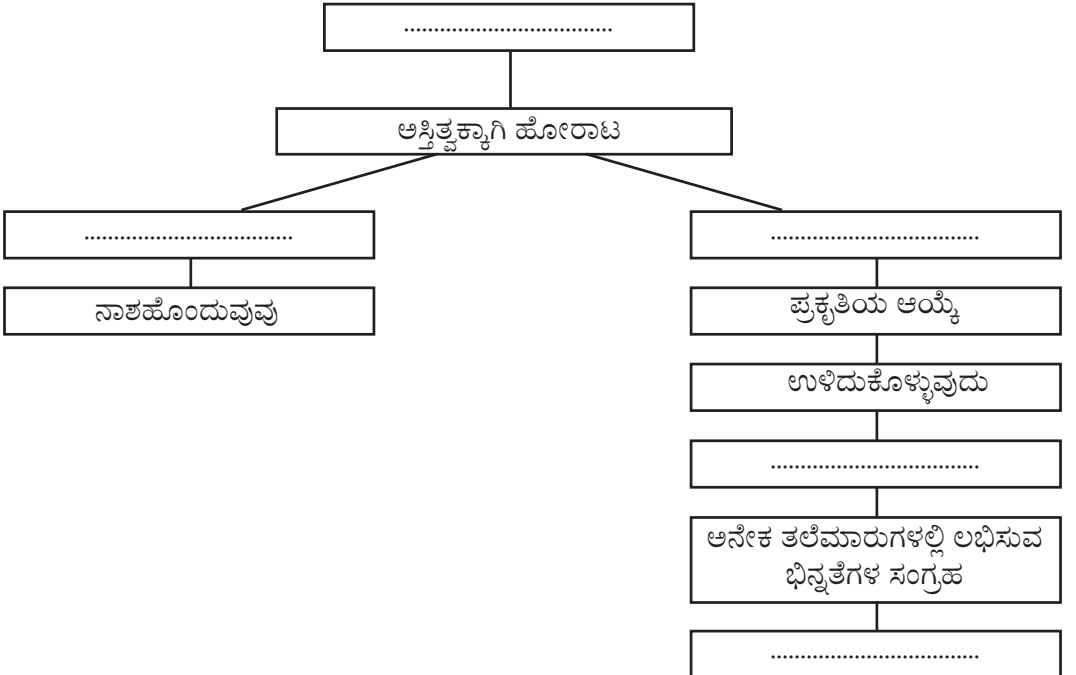 ...................................
ಅಸ್ತಿತ್ವಕ್ಕಾಗಿ ಹೋರಾಟ
...................................
...................................
ನಾಶಹೊಂದುವುವು
ಪ್ರಕೃತಿಯ ಆಯ್ಕೆ
ಉಳಿದುಕೊಳ್ಳುವುದು
...................................
ಅನೇಕ ತಲೆಮಾರುಗಳಲ್ಲಿ ಲಭಿಸುವ
ಭಿನ್ನತೆಗಳ ಸಂಗ್ರಹ
...................................